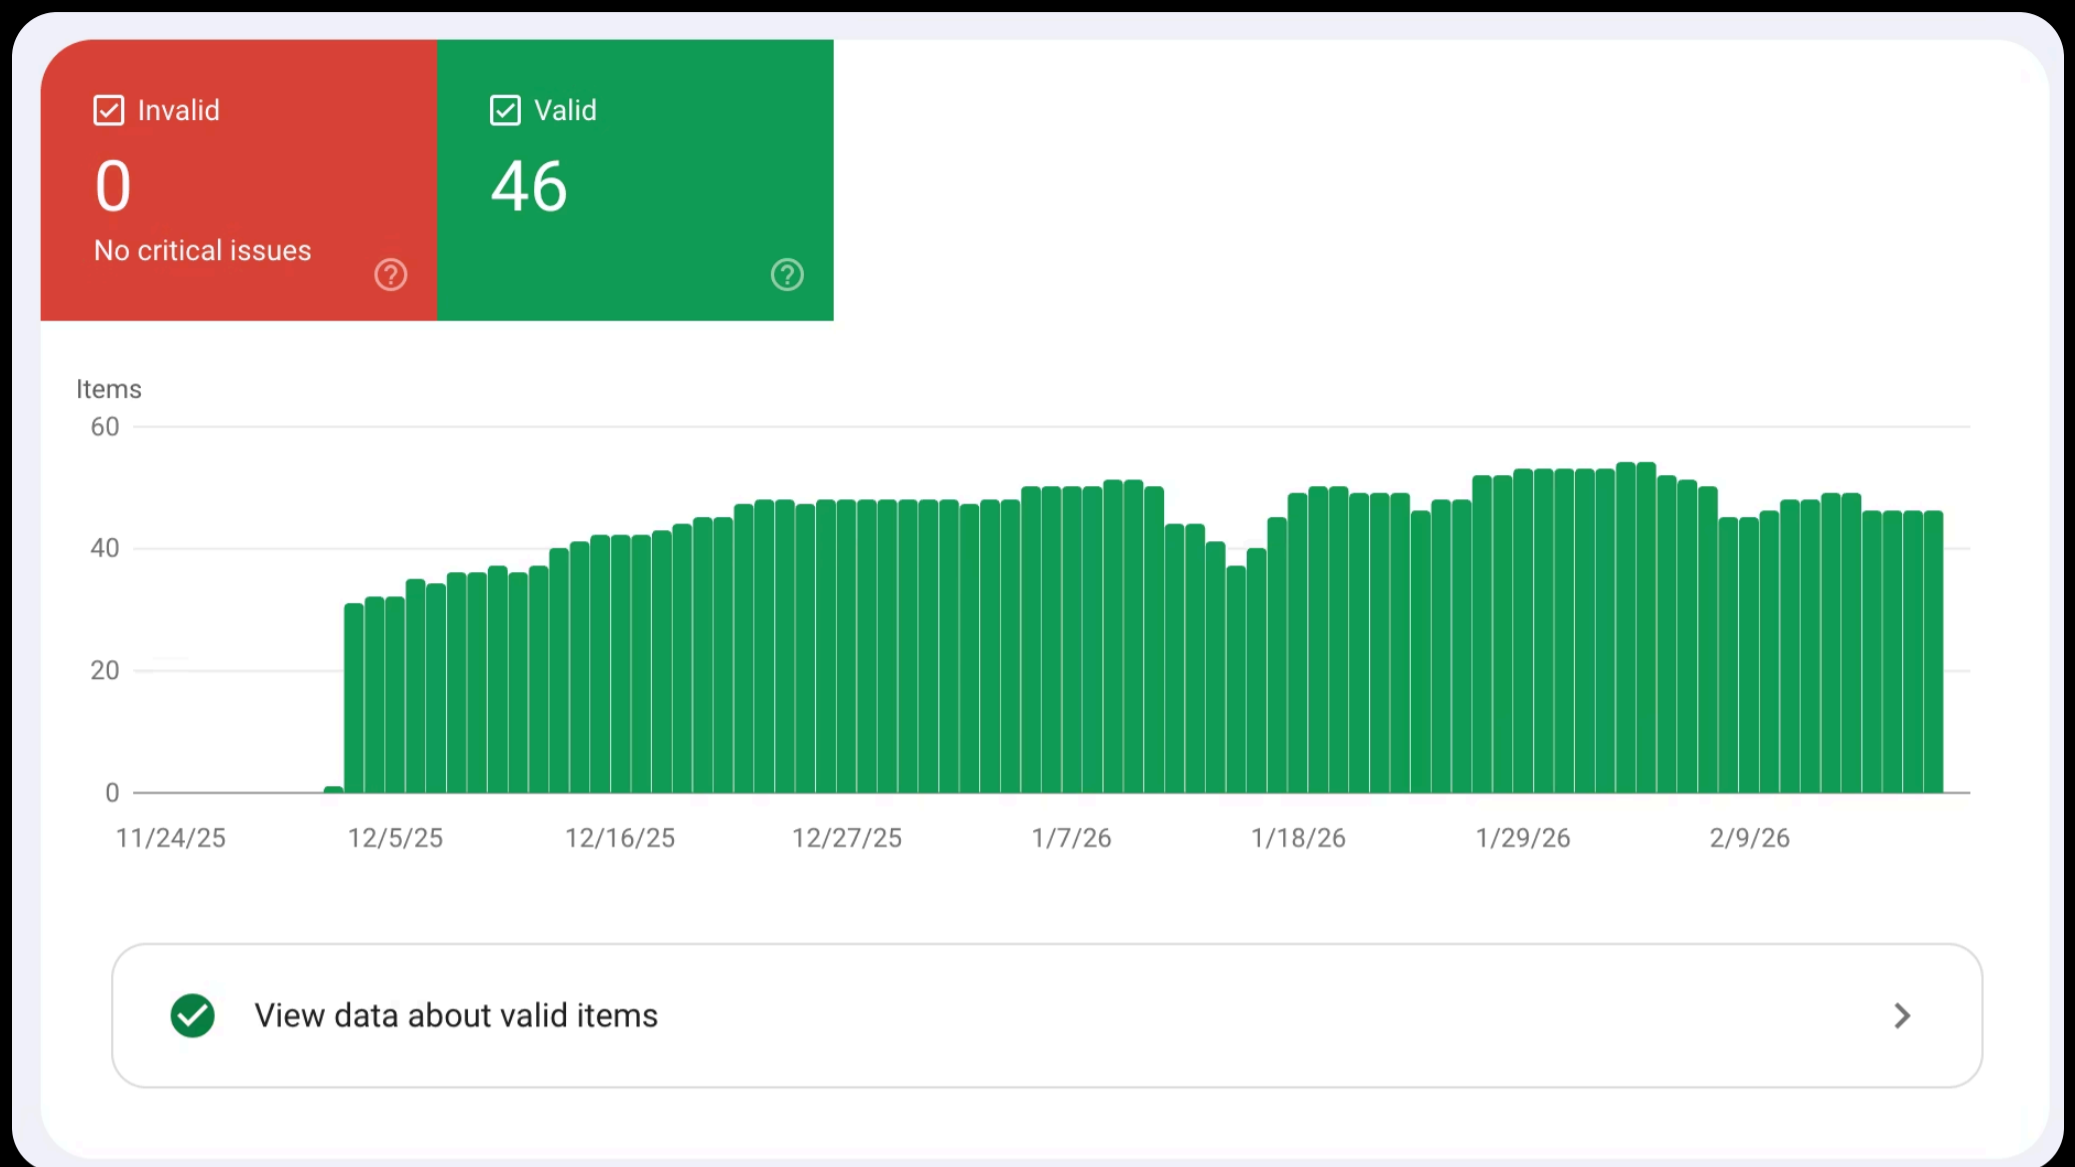 Invalid
0
No critical issues
?
Valid
46
?
Items
60
40
20
0
11/24/25 12/5/25 12/16/25 12/27/25 1/7/26 1/18/26 1/29/26 2/9/26
View data about valid items